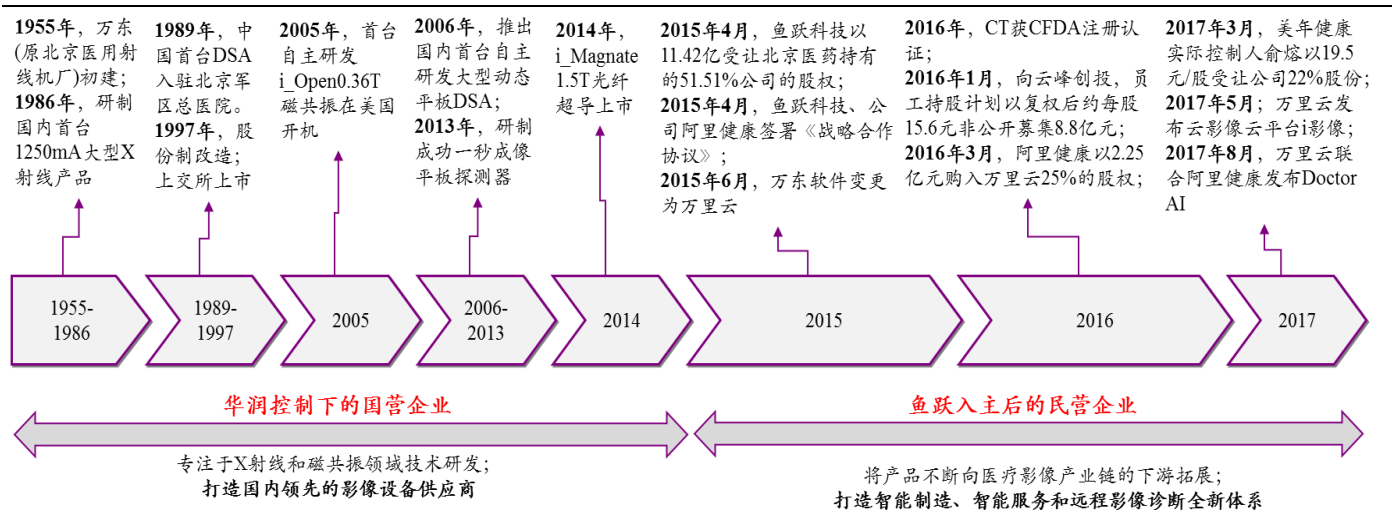 1955年，万东
(原北京医用射
线机厂)初建；
1986年，研制
国内首台
1250mA大型X
射线产品
1989年，中
国首台DSA
入驻北京军
区总医院。
1997年，股
份制改造；
上交所上市
2005年，首台
自主研发
i_Open0.36T
磁共振在美国
开机
2006年，推出
国内首台自主
研发大型动态
平板DSA；
2013年，研制
成功一秒成像
平板探测器
2014年，
i_Magnate
1.5T光纤
超导上市
2015年4月，鱼跃科技以
11.42亿受让北京医药持有
的51.51%公司的股权；
2015年4月，鱼跃科技、公
司阿里健康签署《战略合作
协议》；
2015年6月，万东软件变更
为万里云
2016年，CT获CFDA注册认
证；
2016年1月，向云峰创投，员
工持股计划以复权后约每股
15.6元非公开募集8.8亿元；
2016年3月，阿里健康以2.25
亿元购入万里云25%的股权；
2017年3月，美年健康
实际控制人俞熔以19.5
元/股受让公司22%股份；
2017年5月；万里云发
布云影像云平台i影像；
2017年8月，万里云联
合阿里健康发布Doctor
AI
1955-
1986
1989-
1997
2005
2006-
2013
2014
2015
2016
2017
华润控制下的国营企业
鱼跃入主后的民营企业
专注于X射线和磁共振领域技术研发；
打造国内领先的影像设备供应商
将产品不断向医疗影像产业链的下游拓展；
打造智能制造、智能服务和远程影像诊断全新体系